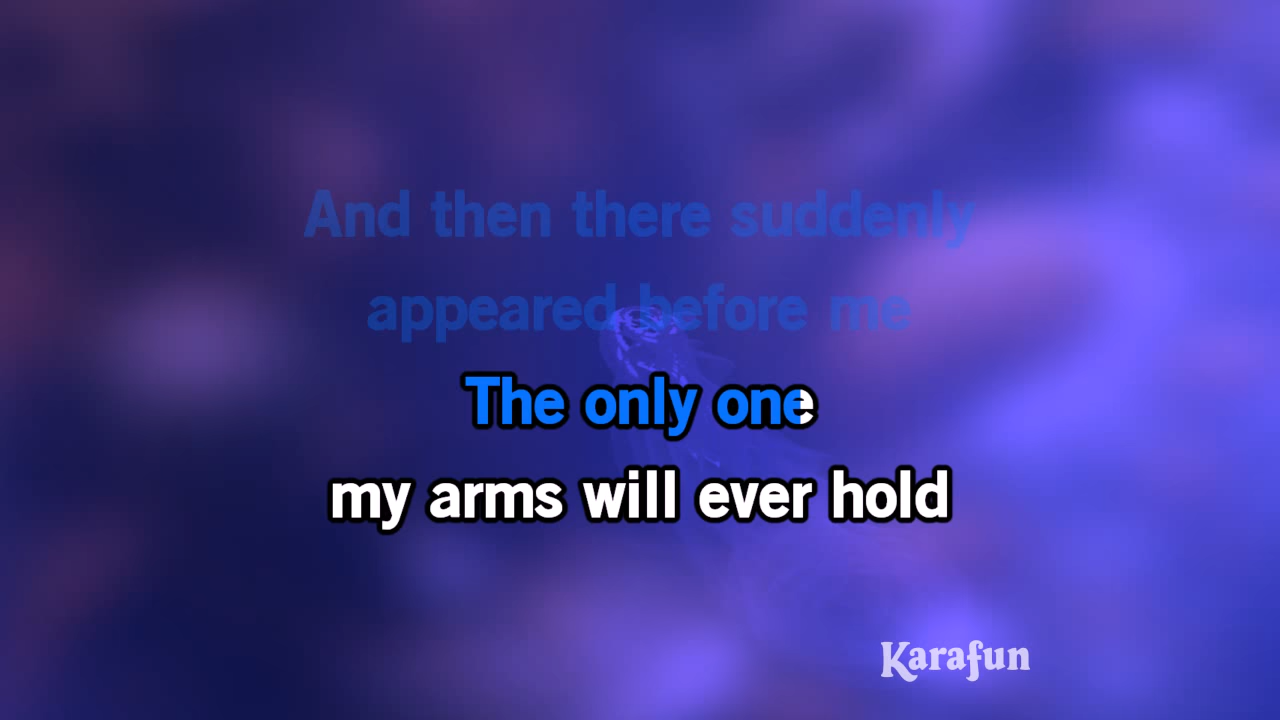 And then there suddenly
appeared before me
The only one
my arms will ever hold
Karafun